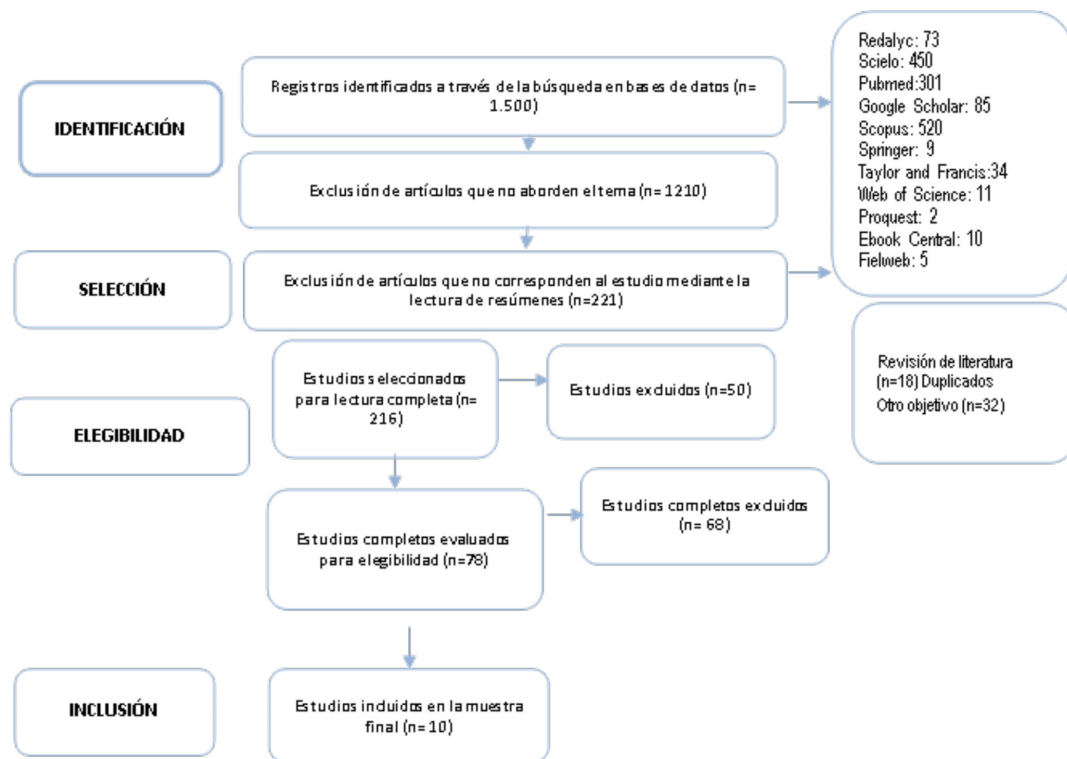 IDENTIFICACIÓN
Registros identificados a través de la búsqueda en bases de datos (n=
1.500)
Redalyc: 73
Scielo: 450
Pubmed:301
Google Scholar: 85
Scopus: 520
Springer: 9
Taylor and Francis:34
Web of Science: 11
Proquest: 2
Ebook Central: 10
Fielweb: 5
Exclusión de artículos que no aborden el tema (n= 1210)
SELECCIÓN
Exclusión de artículos que no corresponden al estudio mediante la
lectura de resúmenes (n=221)
ELEGIBILIDAD
Estudios seleccionados
para lectura completa (n=
216)
Estudios excluidos (n=50)
Revisión de literatura
(n=18) Duplicados
Otro objetivo (n=32)
Estudios completos evaluados
para elegibilidad (n=78)
Estudios completos excluidos
(n= 68)
INCLUSIÓN
Estudios incluidos en la muestra
final (n= 10)